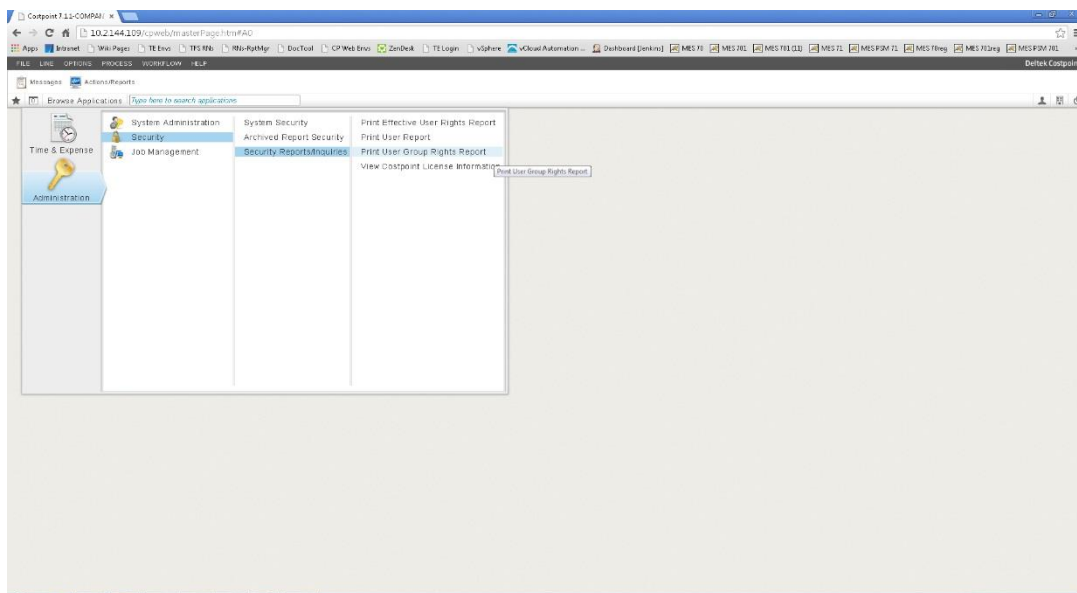 Costpoint 7.1.1-COMPAN
10.2.144.109/cpweb/masterPage.htm#A0
Apps Intranet Wiki Pages TE Envs TPS RNs RNs-RptMgr DocTool CP Web Envs ZenDesk TE Login vSphere vCloud Automation ... Dashboard [Jenkins] MES 70 MES 701 MES 701 (11) MES 71 MES PSM 71 MES 70reg MES 701reg MES PSM 701
FILE LINE OPTIONS PROCESS WORKFLOW HELP Deltek Costpoin
Messages Actions/Reports
Browse Applications Type here to search applications
Time & Expense
Administration
System Administration
Security
Job Management
System Security
Archived Report Security
Security Reports/Inquiries
Print Effective User Rights Report
Print User Report
Print User Group Rights Report
View Costpoint License Information
Print User Group Rights Report